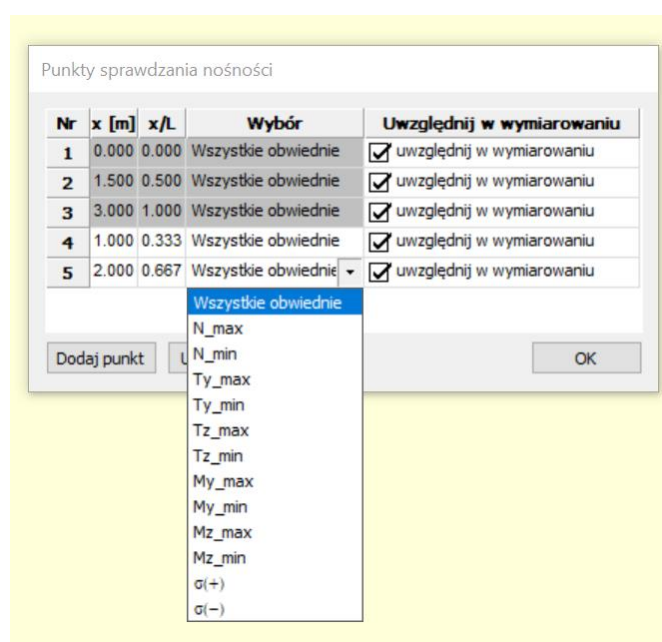 Punkty sprawdzania nośności
Nr x [m] x/L Wybór Uwzględnij w wymiarowaniu
1 0.000 0.000 Wszystkie obwiednie uwzględnij w wymiarowaniu
2 1.500 0.500 Wszystkie obwiednie uwzględnij w wymiarowaniu
3 3.000 1.000 Wszystkie obwiednie uwzględnij w wymiarowaniu
4 1.000 0.333 Wszystkie obwiednie uwzględnij w wymiarowaniu
5 2.000 0.667 Wszystkie obwiednie uwzględnij w wymiarowaniu
Wszystkie obwiednie
N_max
Dodaj punkt N_min OK
Ty_max
Ty_min
Tz_max
Tz_min
My_max
My_min
Mz_max
Mz_min
σ(+)
σ(−)